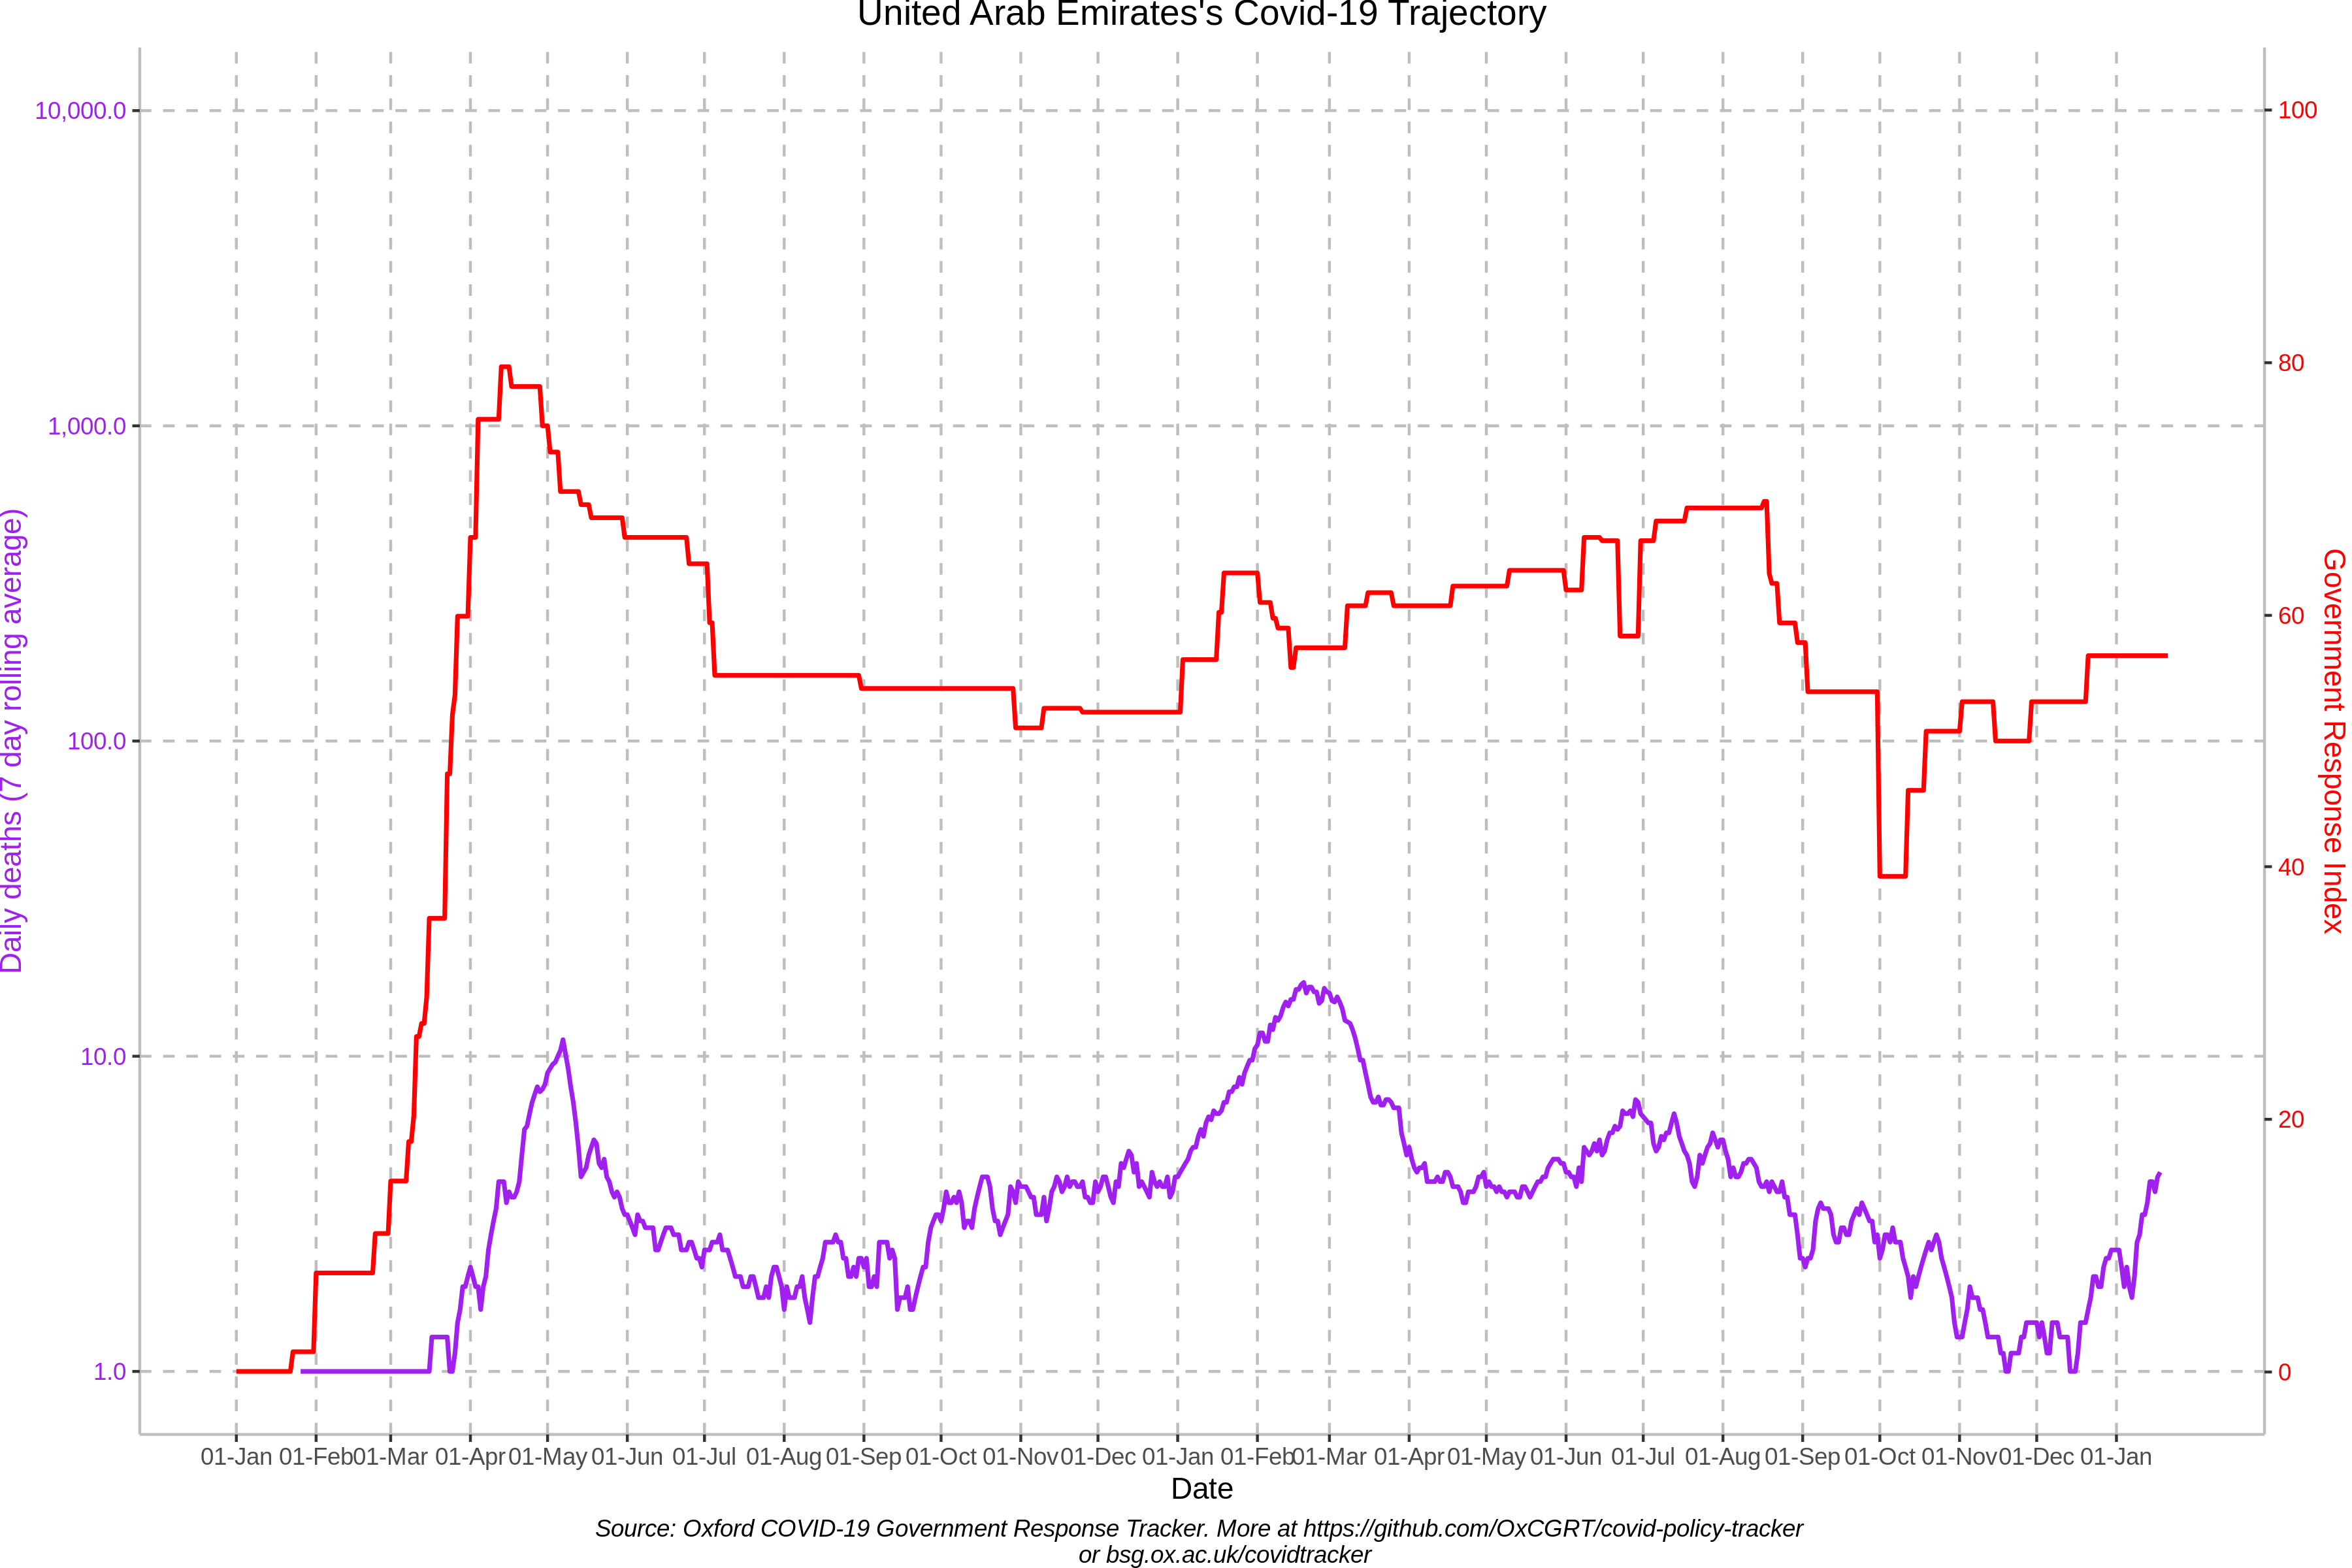 United Arab Emirates's Covid-19 Trajectory
10,000.0
1,000.0
100.0
10.0
1.0
Daily deaths (7 day rolling average)
100
80
60
40
20
0
Government Response Index
01-Jan 01-Feb 01-Mar 01-Apr 01-May 01-Jun 01-Jul 01-Aug 01-Sep 01-Oct 01-Nov 01-Dec 01-Jan 01-Feb 01-Mar 01-Apr 01-May 01-Jun 01-Jul 01-Aug 01-Sep 01-Oct 01-Nov 01-Dec 01-Jan
Date
Source: Oxford COVID-19 Government Response Tracker. More at https://github.com/OxCGRT/covid-policy-tracker
or bsg.ox.ac.uk/covidtracker